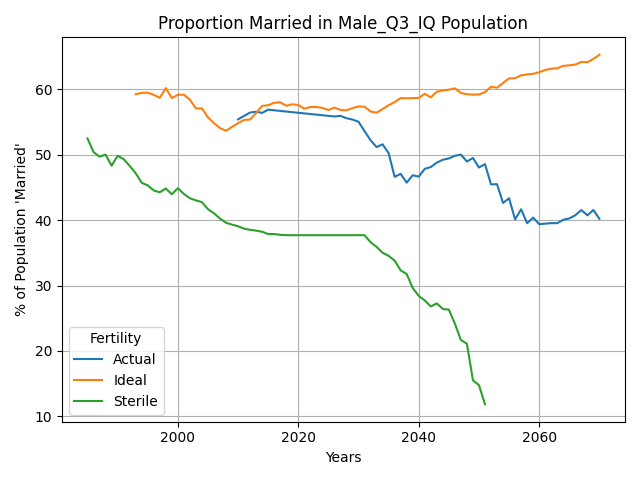 Proportion Married in Male_Q3_IQ Population
% of Population 'Married'
60
50
40
30
20
10
Fertility
Actual
Ideal
Sterile
2000 2020 2040 2060
Years